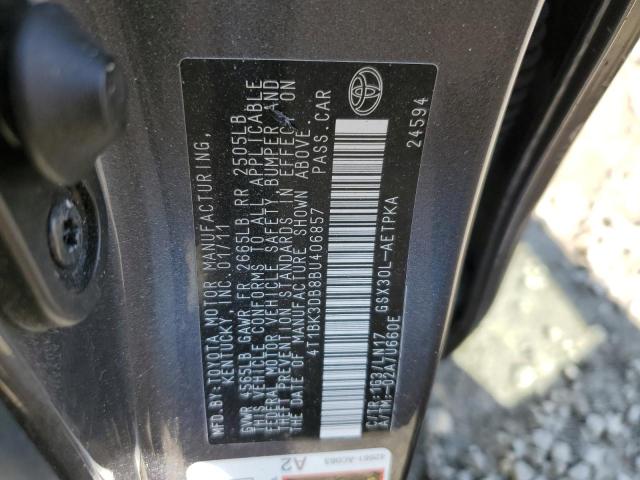 MFD.BY:TOYOTA MOTOR MANUFACTURING,
KENTUCKY, INC. 01/11
GVWR 4565LB GAWR FR 2665LB RR 2505LB
THIS VEHICLE CONFORMS TO ALL APPLICABLE
FEDERAL MOTOR VEHICLE SAFETY, BUMPER AND
THEFT PREVENTION STANDARDS IN EFFECT ON
THE DATE OF MANUFACTURE SHOWN ABOVE.
4T1BK3DB8BU406857 PASS. CAR
C/TR:1G3/LM17 GSX30L-AETPKA
A/TM:-02A/U660E
24594
A2